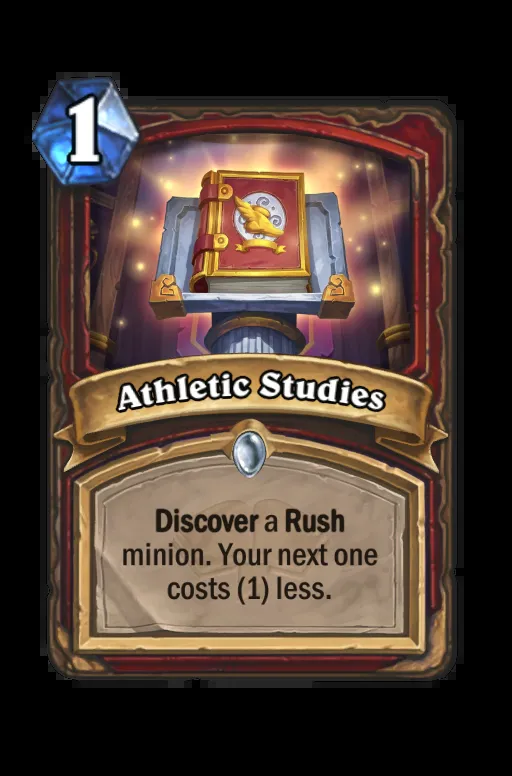 1
Athletic Studies
Discover a Rush
minion. Your next one
costs (1) less.